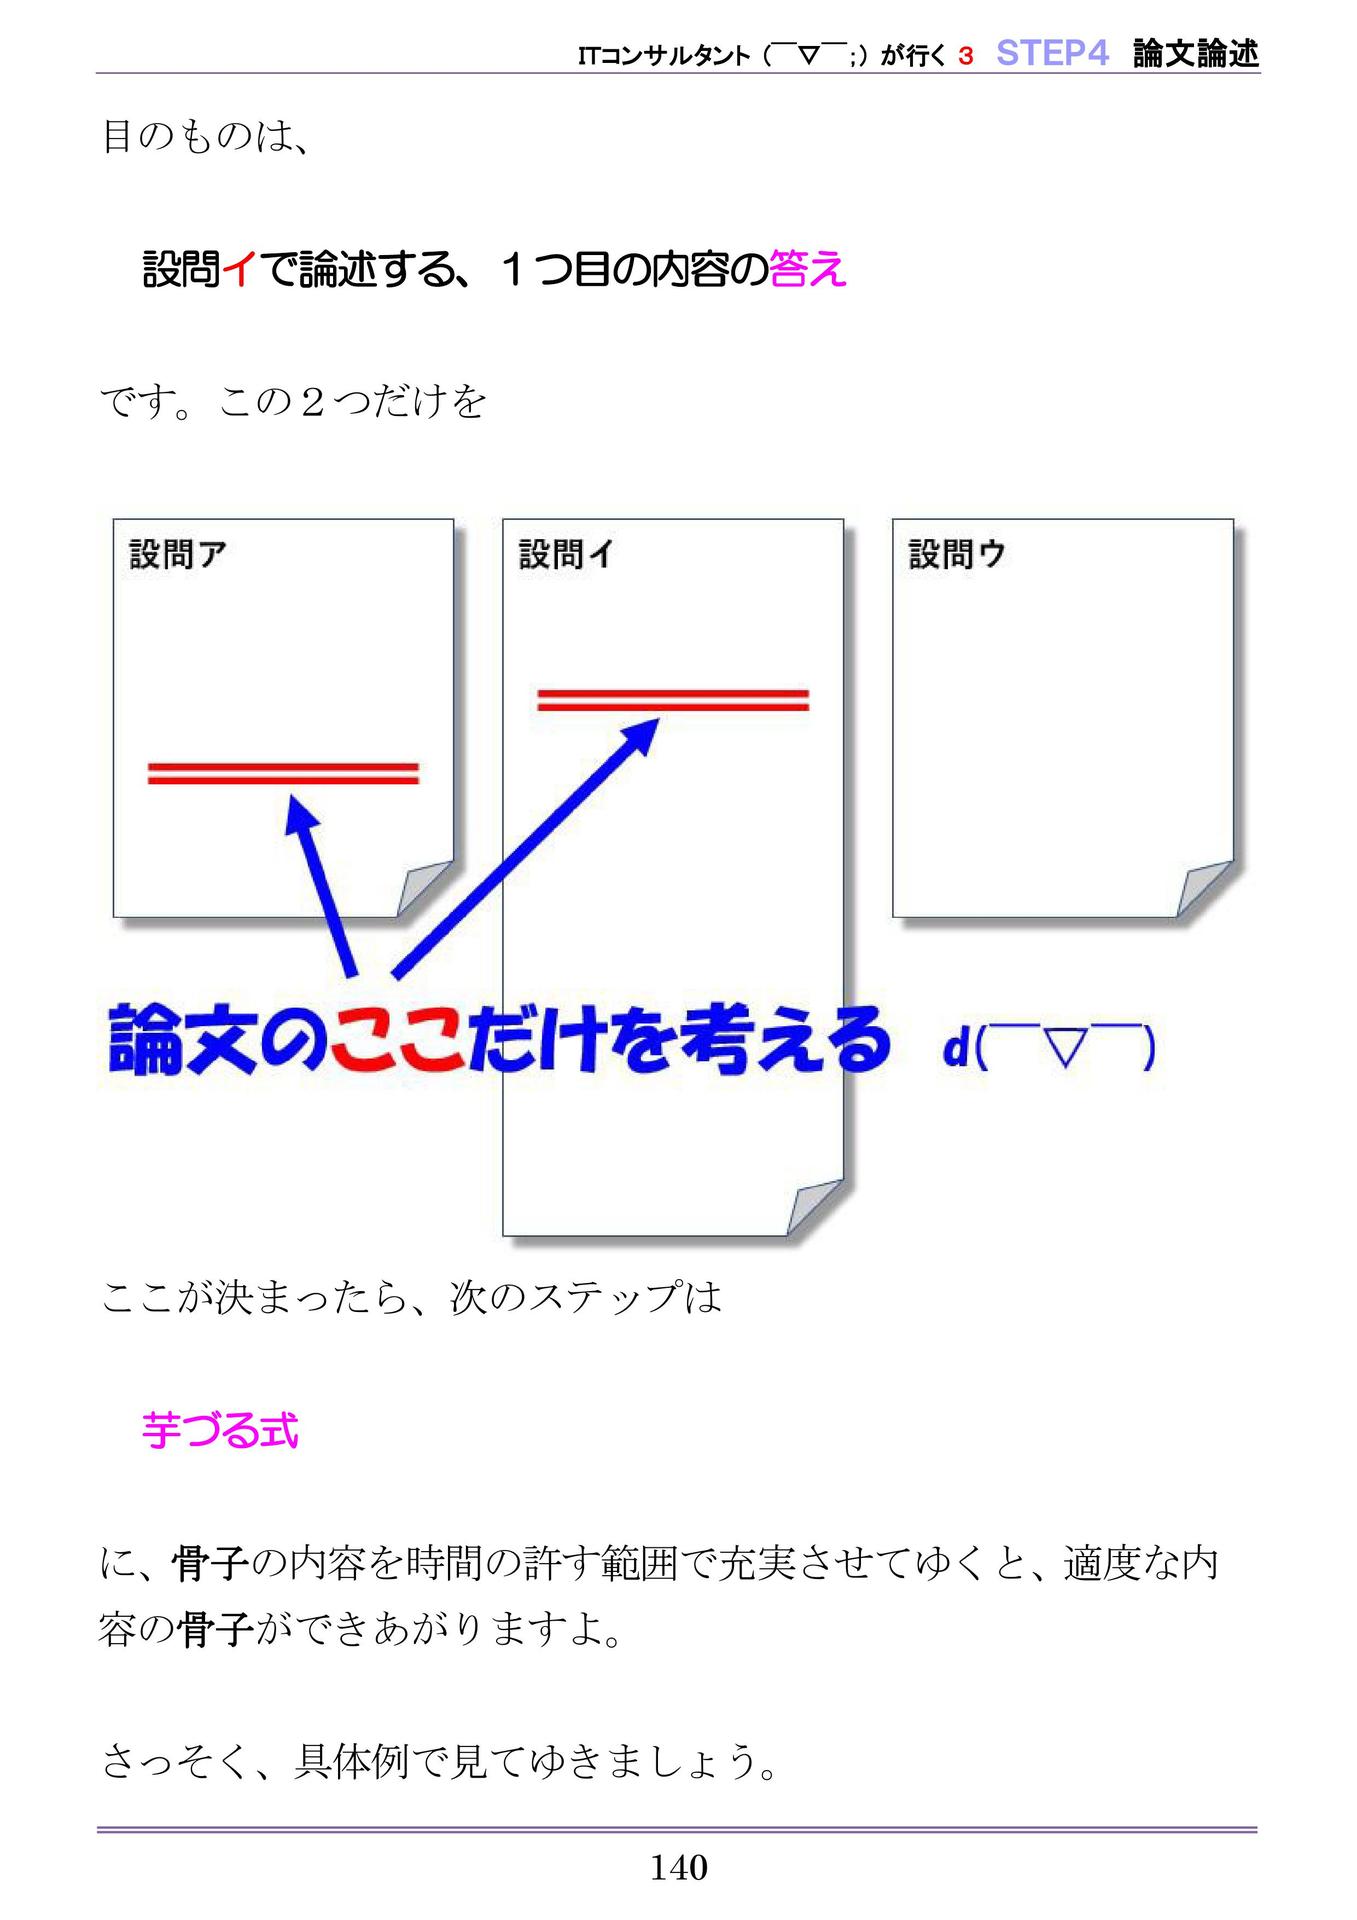 ITコンサルタント（￣▽￣；）が行く 3 STEP4 論文論述
目のものは、
設問イで論述する、１つ目の内容の答え
です。この２つだけを
設問ア
設問イ
設問ウ
論文のここだけを考える d(￣▽￣)
ここが決まったら、次のステップは
芋づる式
に、骨子の内容を時間の許す範囲で充実させてゆくと、適度な内
容の骨子ができあがりますよ。
さっそく、具体例で見てゆきましょう。
140